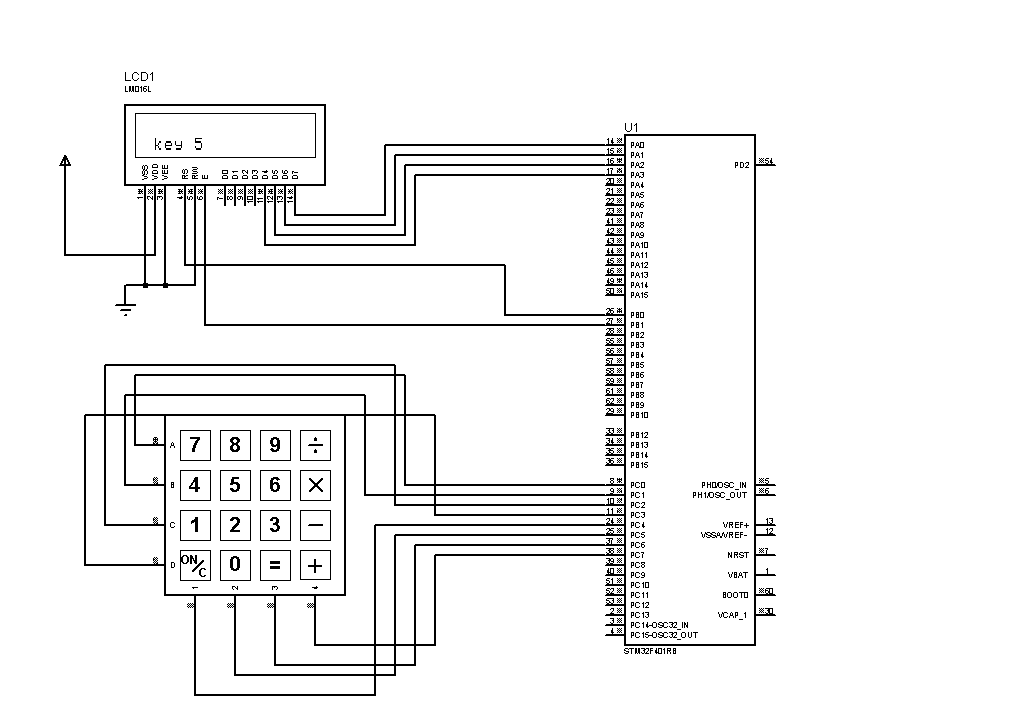 LCD1
LM016L
key 5
VSS
VDD
VEE
RS
RW
E
D0
D1
D2
D3
D4
D5
D6
D7
1
2
3
4
5
6
7
8
9
10
11
12
13
14
U1
14 PA0
15 PA1
16 PA2
17 PA3
20 PA4
21 PA5
22 PA6
23 PA7
41 PA8
42 PA9
43 PA10
44 PA11
45 PA12
46 PA13
49 PA14
50 PA15
26 PB0
27 PB1
28 PB2
55 PB3
56 PB4
57 PB5
58 PB6
59 PB7
61 PB8
62 PB9
29 PB10
33 PB12
34 PB13
35 PB14
36 PB15
8 PC0
9 PC1
10 PC2
11 PC3
24 PC4
25 PC5
37 PC6
38 PC7
39 PC8
40 PC9
51 PC10
52 PC11
53 PC12
2 PC13
3 PC14-OSC32_IN
4 PC15-OSC32_OUT
PD2 54
PH0/OSC_IN 5
PH1/OSC_OUT 6
VREF+ 13
VSSA/VREF- 12
NRST 7
VBAT 1
BOOT0 60
VCAP_1 30
STM32F401RB
A 7 8 9 ÷
B 4 5 6 ×
C 1 2 3 −
D ON/C 0 = +
1 2 3 4